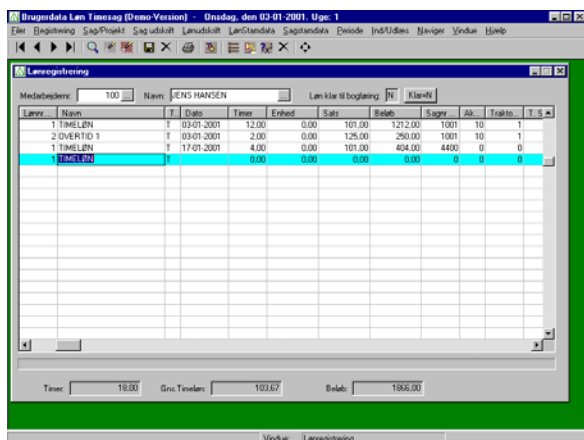 Brugerdata Løn Timesag (Demo-Version) - Onsdag, den 03-01-2001. Uge: 1
Filer Registrering Sag/Projekt Sag udskrift Lønudskrift LønStamdata Sagstamdata Periode Ind/Udlæs Naviger Vindue Hjælp
Lønregistrering
Medarbejdernr: 100 ... Navn: JENS HANSEN ... Løn klar til bogføring: N Klar=N
Lønnr... Navn T.. Dato Timer Enhed Sats Beløb Sagnr... Ak... Trakto... T. S
1 TIMELØN T 03-01-2001 12,00 0,00 101,00 1212,00 1001 10 1
2 OVERTID 1 T 03-01-2001 2,00 0,00 125,00 250,00 1001 10 1
1 TIMELØN T 17-01-2001 4,00 0,00 101,00 404,00 4400 0 0
1 TIMELØN T 0,00 0,00 0,00 0,00 0 0 0
Timer: 18,00 Gns.Timeløn: 103,67 Beløb: 1866,00
Vindue: Lønregistrering